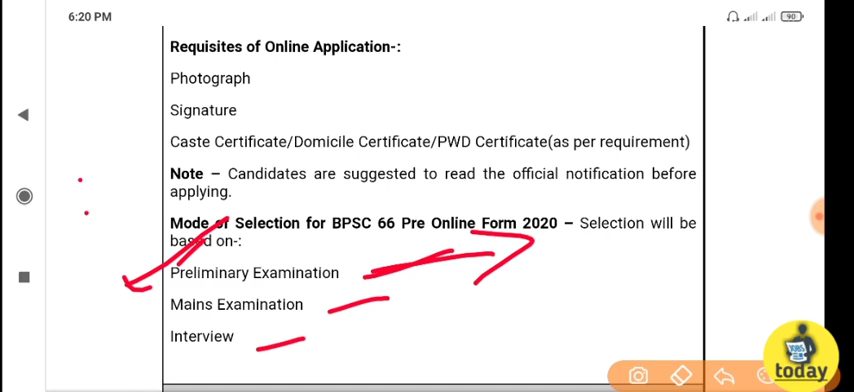 6:20 PM
90
Requisites of Online Application-:
Photograph
Signature
Caste Certificate/Domicile Certificate/PWD Certificate(as per requirement)
Note – Candidates are suggested to read the official notification before
applying.
Mode of Selection for BPSC 66 Pre Online Form 2020 – Selection will be
based on-:
Preliminary Examination
Mains Examination
Interview
JOBS
today